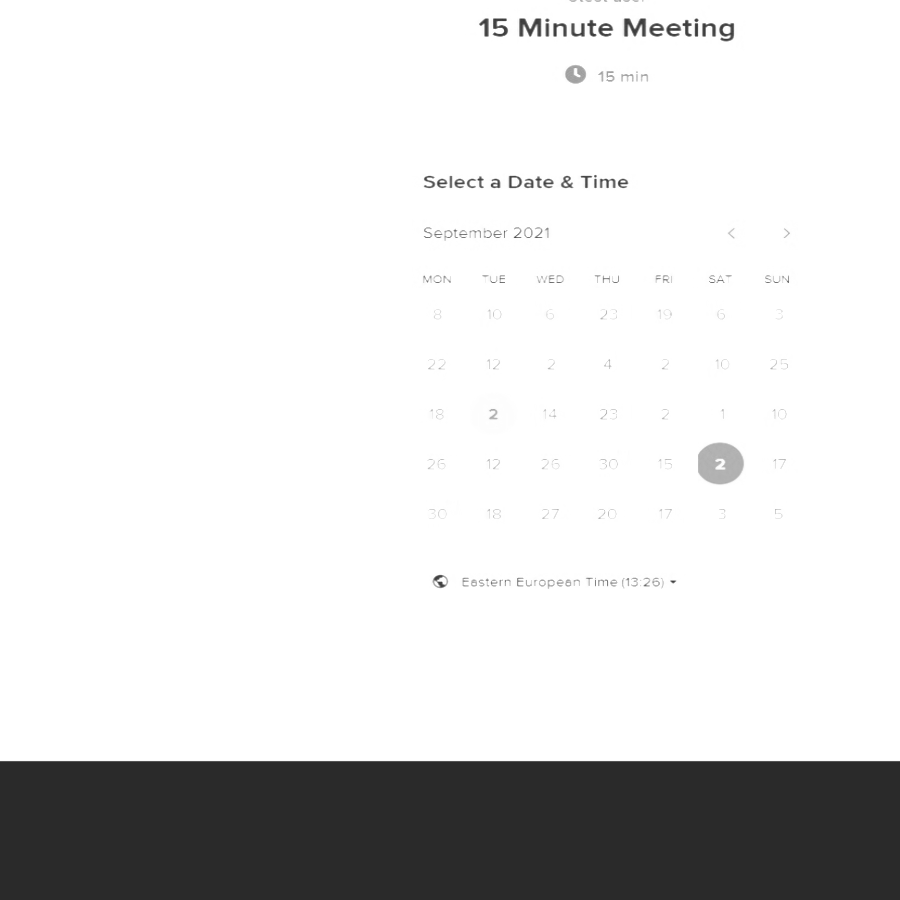 15 Minute Meeting
15 min
Select a Date & Time
September 2021
MON TUE WED THU FRI SAT SUN
8 10 6 23 19 6 3
22 12 2 4 2 10 25
18 2 14 23 2 1 10
26 12 26 30 15 2 17
30 18 27 20 17 3 5
Eastern European Time (13:26)